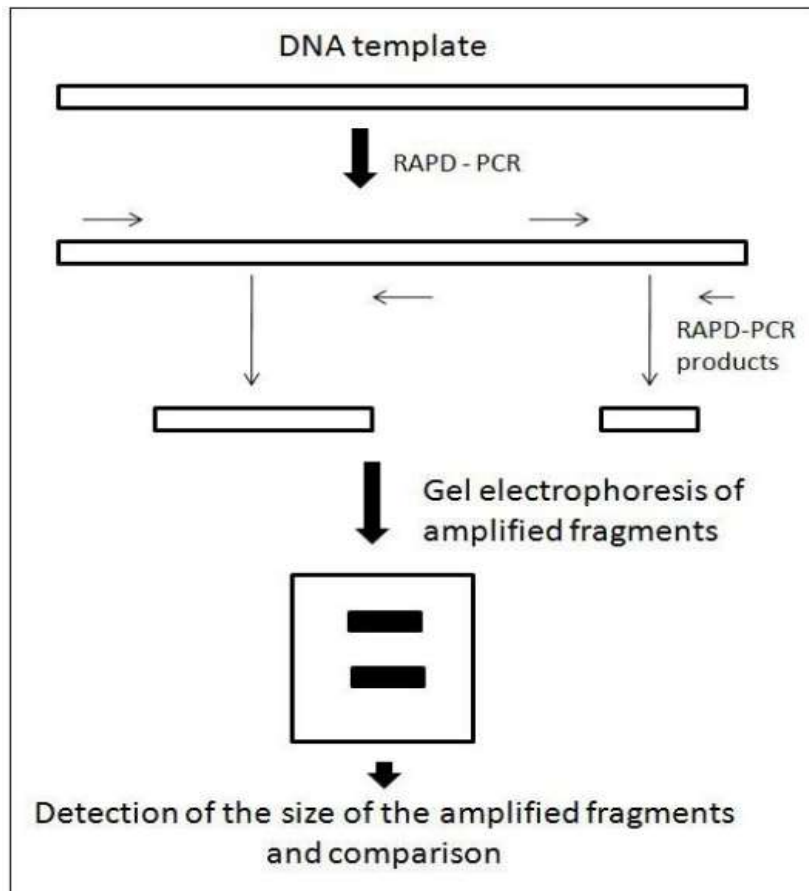 DNA template
RAPD - PCR
RAPD-PCR
products
Gel electrophoresis of
amplified fragments
Detection of the size of the amplified fragments
and comparison